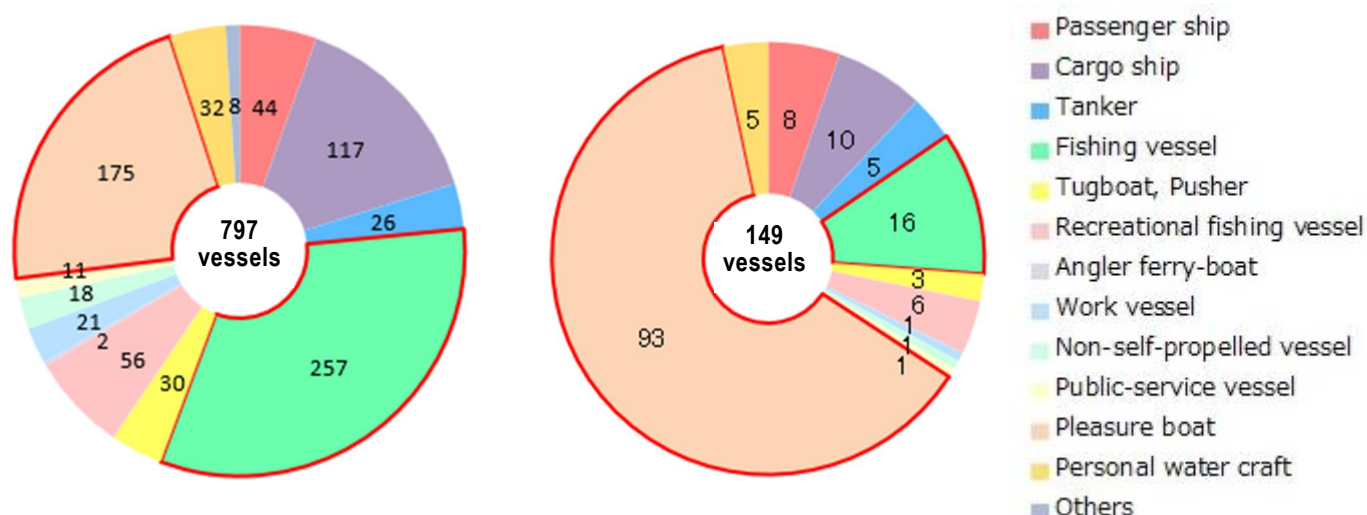 44
117
26
257
30
56
2
21
18
11
175
32
8
797
vessels
8
10
5
16
3
6
1
1
1
93
5
149
vessels
Passenger ship
Cargo ship
Tanker
Fishing vessel
Tugboat, Pusher
Recreational fishing vessel
Angler ferry-boat
Work vessel
Non-self-propelled vessel
Public-service vessel
Pleasure boat
Personal water craft
Others